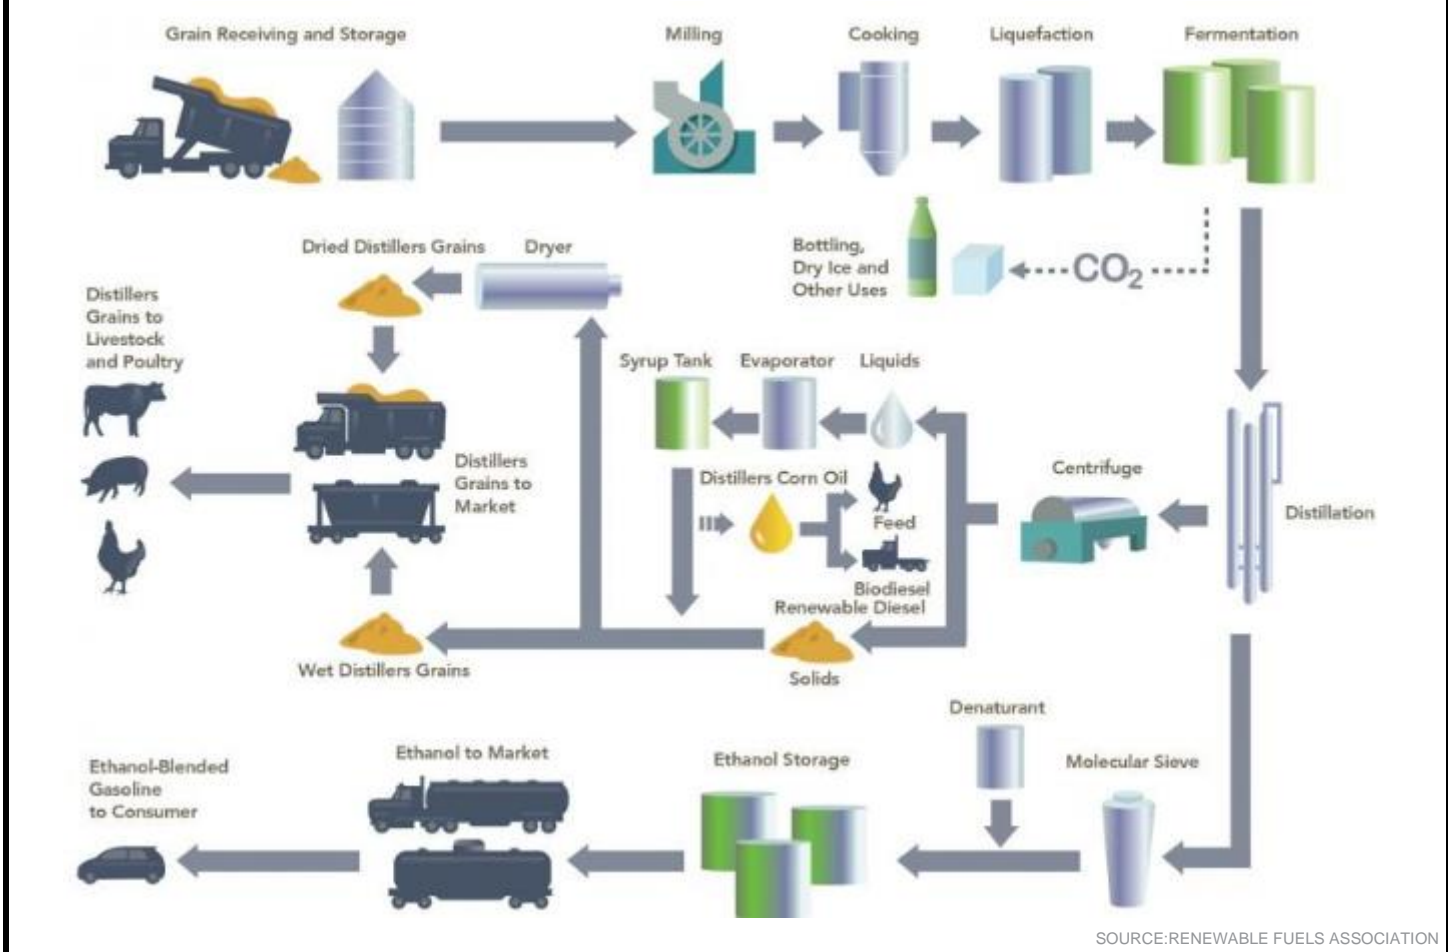 Grain Receiving and Storage
Milling
Cooking
Liquefaction
Fermentation
Dried Distillers Grains
Dryer
Bottling,
Dry Ice and
Other Uses
CO2
Distillers
Grains to
Livestock
and Poultry
Syrup Tank
Evaporator
Liquids
Distillers
Grains to
Market
Distillers Corn Oil
Feed
Biodiesel
Renewable Diesel
Centrifuge
Distillation
Wet Distillers Grains
Solids
Denaturant
Ethanol-Blended
Gasoline
to Consumer
Ethanol to Market
Ethanol Storage
Molecular Sieve
SOURCE:RENEWABLE FUELS ASSOCIATION